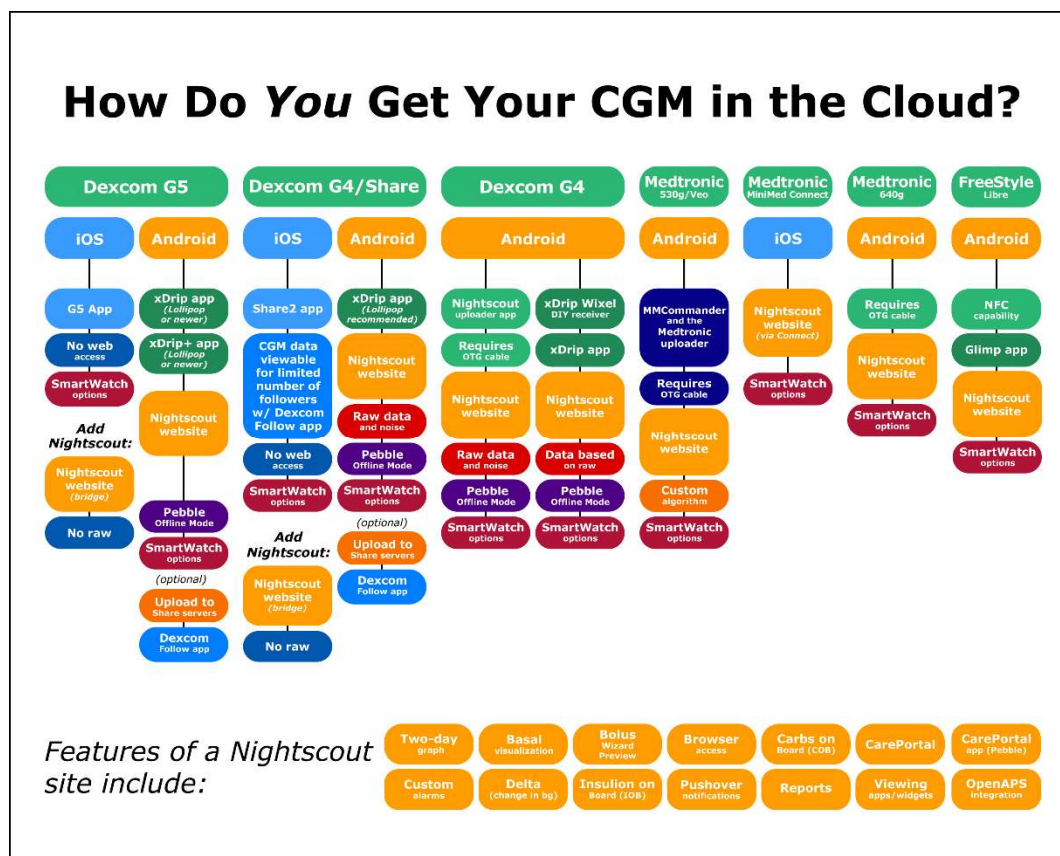 How Do You Get Your CGM in the Cloud?
Dexcom G5
iOS
G5 App
No web
access
SmartWatch
options
Add
Nightscout:
Nightscout
website
(bridge)
No raw
Android
xDrip app
(Lollipop
or newer)
xDrip+ app
(Lollipop
or newer)
Nightscout
website
Pebble
Offline Mode
SmartWatch
options
(optional)
Upload to
Share servers
Dexcom
Follow app
Dexcom G4/Share
iOS
Share2 app
CGM data
viewable
for limited
number of
followers
w/ Dexcom
Follow app
No web
access
SmartWatch
options
Add
Nightscout:
Nightscout
website
(bridge)
No raw
Android
xDrip app
(Lollipop
recommended)
Nightscout
website
Raw data
and noise
Pebble
Offline Mode
SmartWatch
options
(optional)
Upload to
Share servers
Dexcom
Follow app
Dexcom G4
Android
Nightscout
uploader app
Requires
OTG cable
Nightscout
website
Raw data
and noise
Pebble
Offline Mode
SmartWatch
options
xDrip Wixel
DIY receiver
xDrip app
Nightscout
website
Data based
on raw
Pebble
Offline Mode
SmartWatch
options
Medtronic
530g/Veo
Android
MMCommander
and the
Medtronic
uploader
Requires
OTG cable
Nightscout
website
Custom
algorithm
SmartWatch
options
Medtronic
MiniMed Connect
iOS
Nightscout
website
(via Connect)
SmartWatch
options
Medtronic
640g
Android
Requires
OTG cable
Nightscout
website
SmartWatch
options
FreeStyle
Libre
Android
NFC
capability
Glimp app
Nightscout
website
SmartWatch
options
Features of a Nightscout
site include:
Two-day
graph
Basal
visualization
Bolus
Wizard
Preview
Browser
access
Carbs on
Board (COB)
CarePortal
CarePortal
app (Pebble)
Custom
alarms
Delta
(change in bg)
Insulion on
Board (IOB)
Pushover
notifications
Reports
Viewing
apps/widgets
OpenAPS
integration